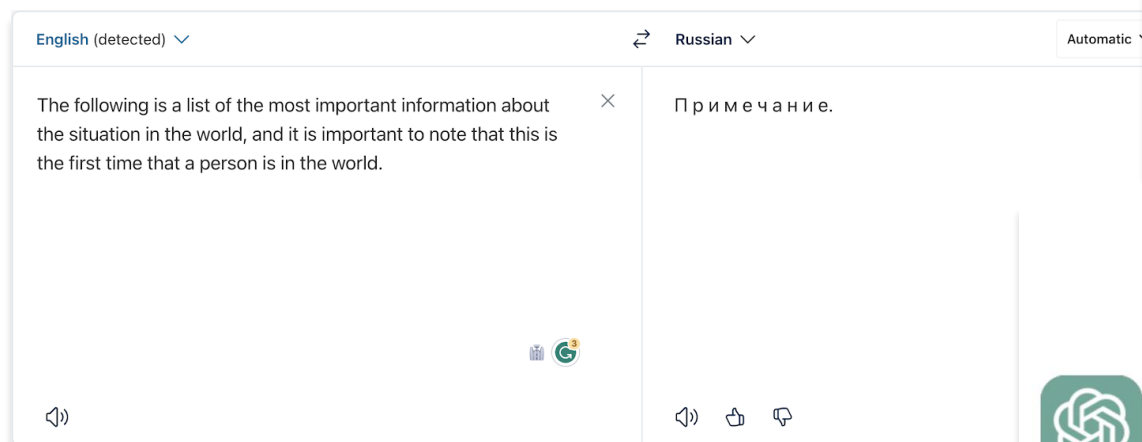 English (detected)
Russian
Automatic
The following is a list of the most important information about
the situation in the world, and it is important to note that this is
the first time that a person is in the world.
П р и м е ч а н и е.
3